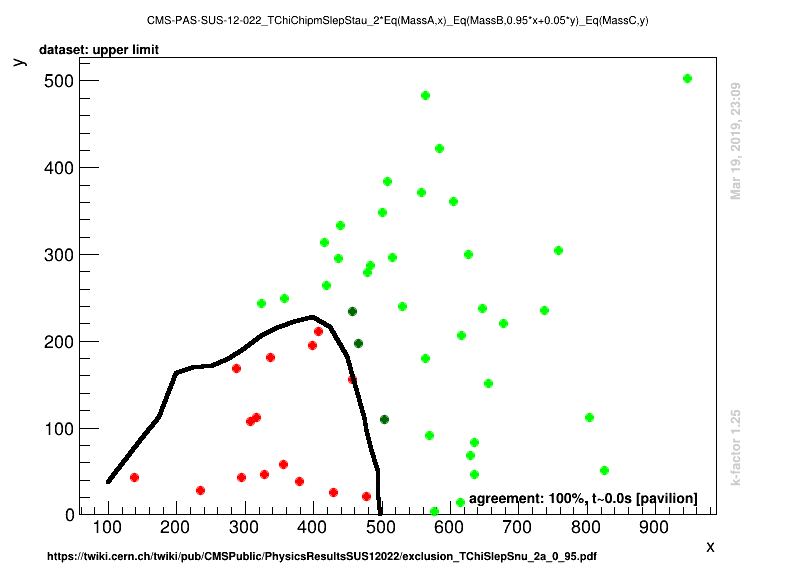 CMS-PAS-SUS-12-022_TChiChipmSlepStau_2*Eq(MassA,x)_Eq(MassB,0.95*x+0.05*y)_Eq(MassC,y)
dataset: upper limit
y
500
400
300
200
100
0
100 200 300 400 500 600 700 800 900
x
agreement: 100%, t~0.0s [pavilion]
Mar 19, 2019, 23:09
k-factor 1.25
https://twiki.cern.ch/twiki/pub/CMSPublic/PhysicsResultsSUS12022/exclusion_TChiSlepSnu_2a_0_95.pdf